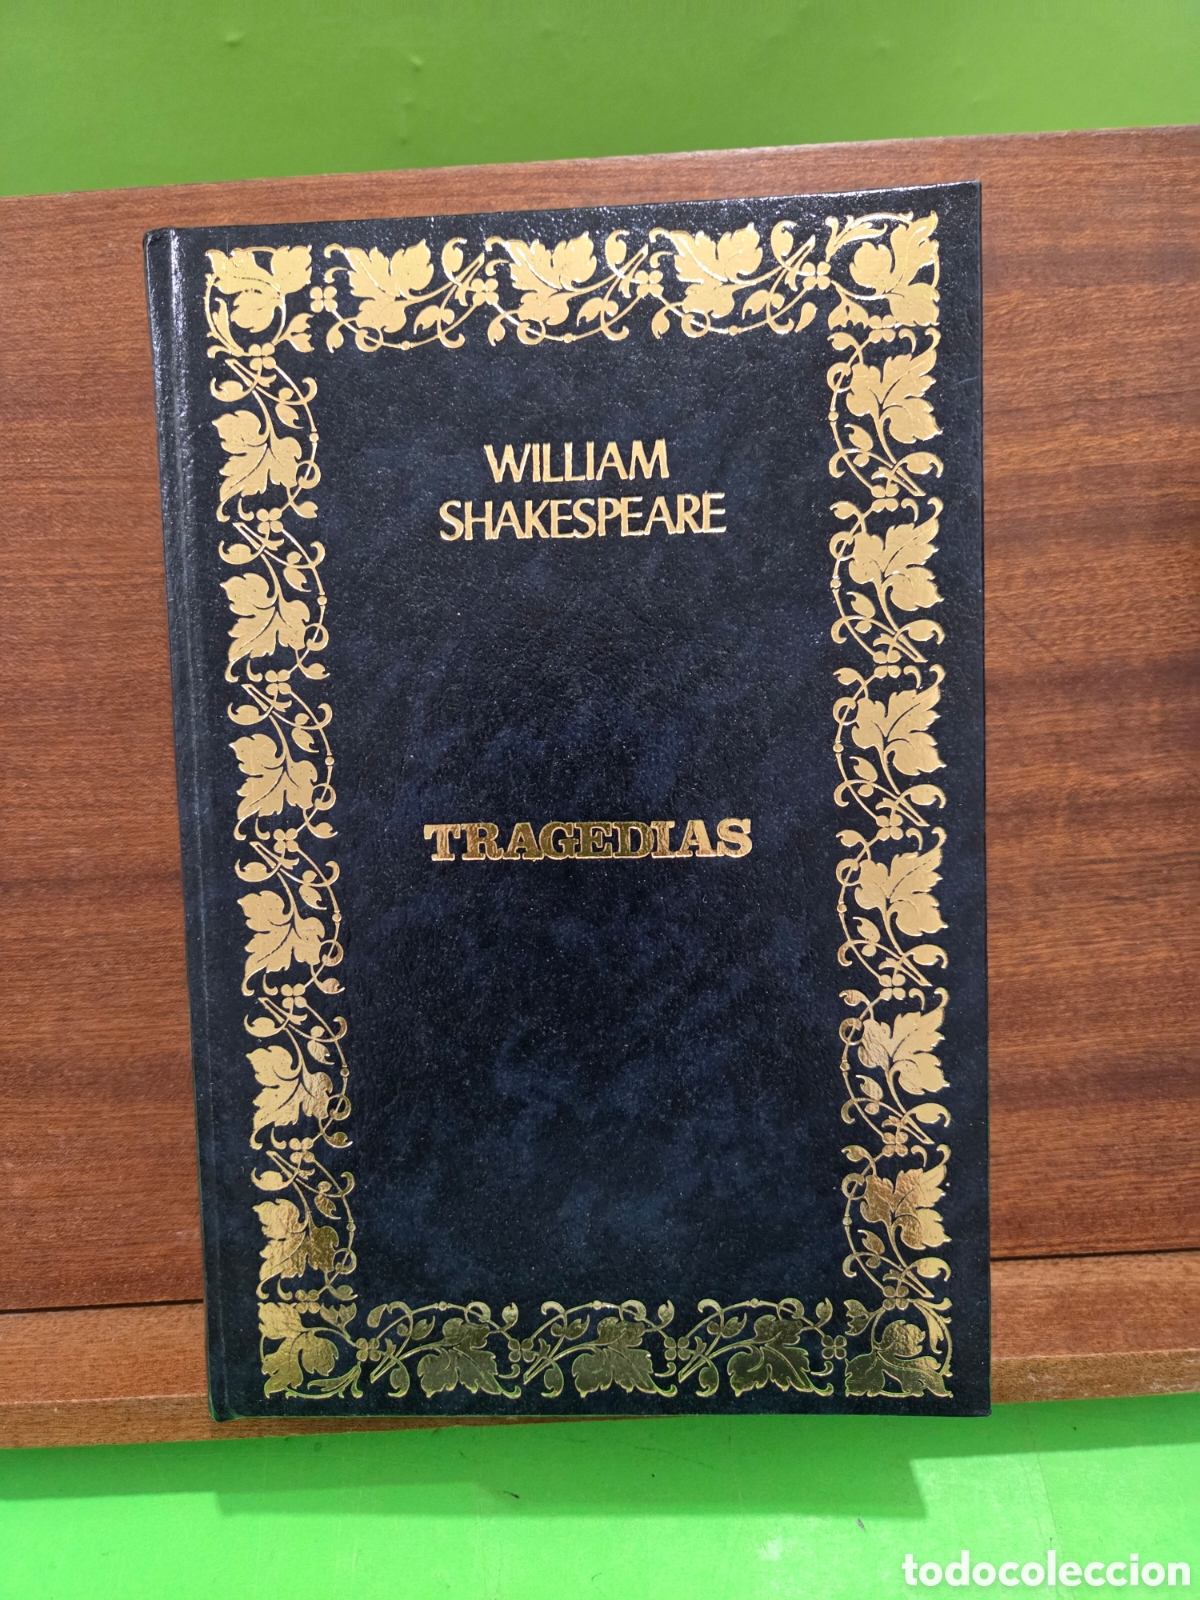 WILLIAM
SHAKESPEARE
TRAGEDIAS
todocoleccion